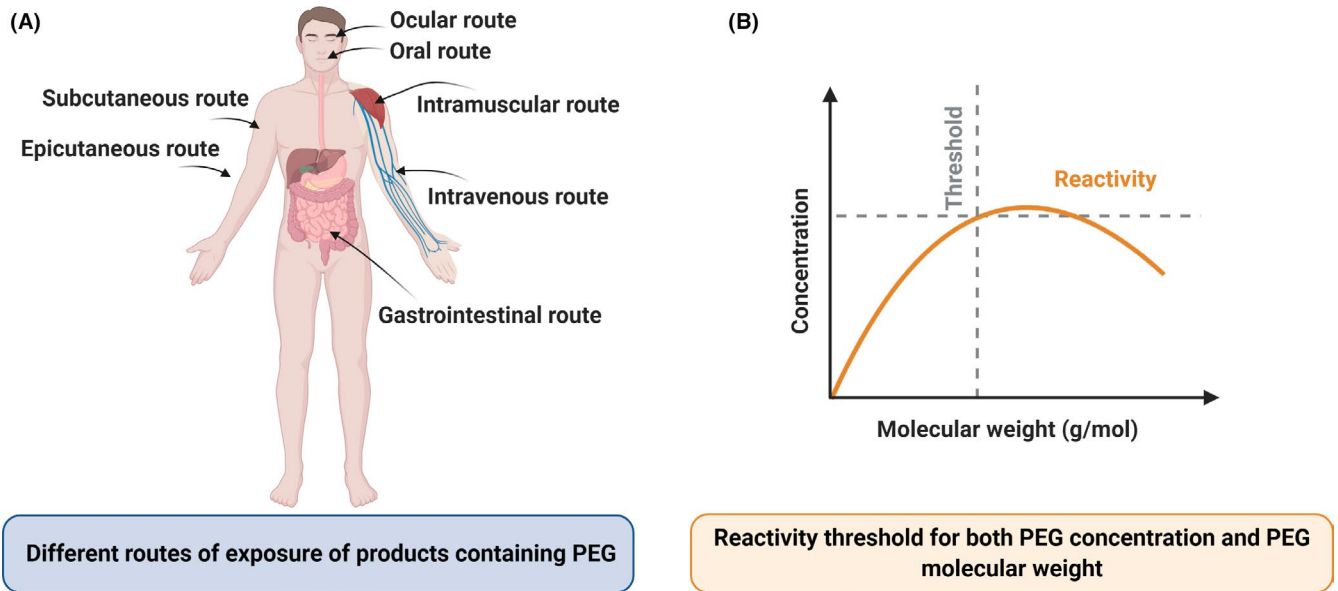 (A)
Ocular route
Oral route
Subcutaneous route
Intramuscular route
Epicutaneous route
Intravenous route
Gastrointestinal route
Different routes of exposure of products containing PEG
(B)
Threshold
Reactivity
Concentration
Molecular weight (g/mol)
Reactivity threshold for both PEG concentration and PEG
molecular weight